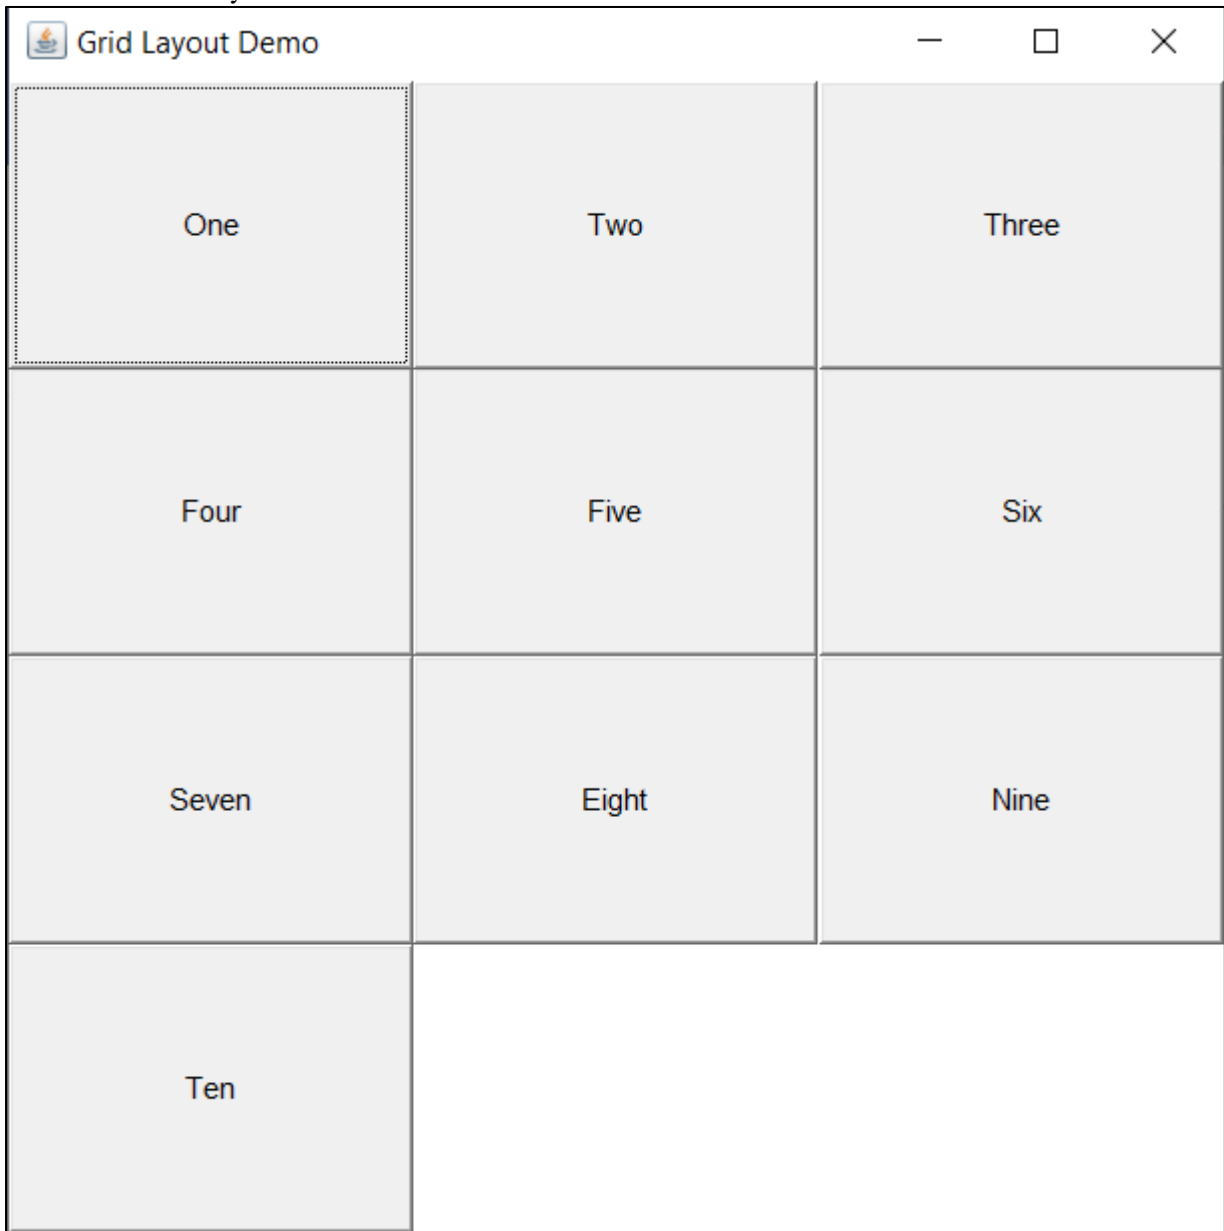 Grid Layout Demo
One Two Three
Four Five Six
Seven Eight Nine
Ten